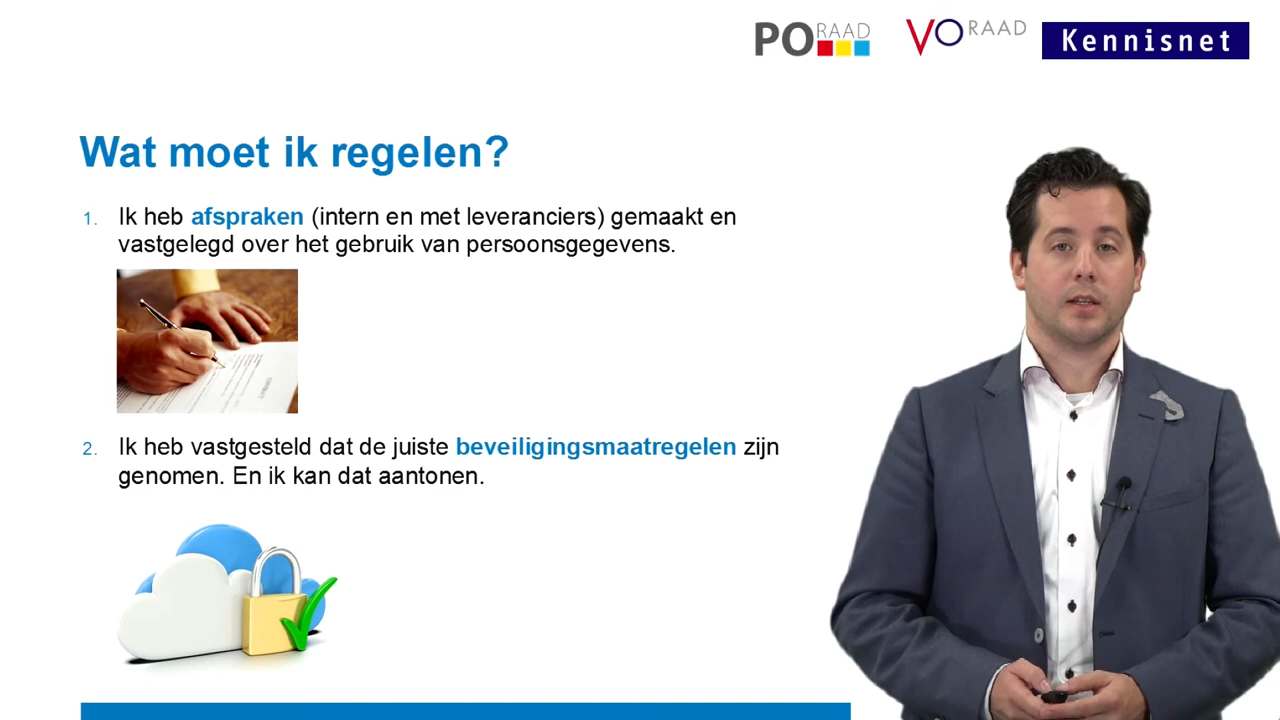 PO RAAD
VO RAAD
Kennisnet
Wat moet ik regelen?
1. Ik heb afspraken (intern en met leveranciers) gemaakt en
vastgelegd over het gebruik van persoonsgegevens.
2. Ik heb vastgesteld dat de juiste beveiligingsmaatregelen zijn
genomen. En ik kan dat aantonen.